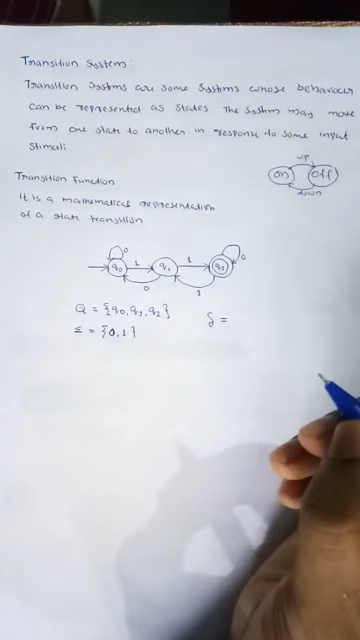 Transition System:
Transition Systems are some systems whose behaviour
can be represented as states The system may move
from one state to another in response to some input
stimuli
up
on off
down
Transition Function
It is a mathematical representation
of a state transition
0 0
q0 1 q1 1 q2
0 1
Q = {q0, q1, q2}
Σ = {0, 1}
δ =